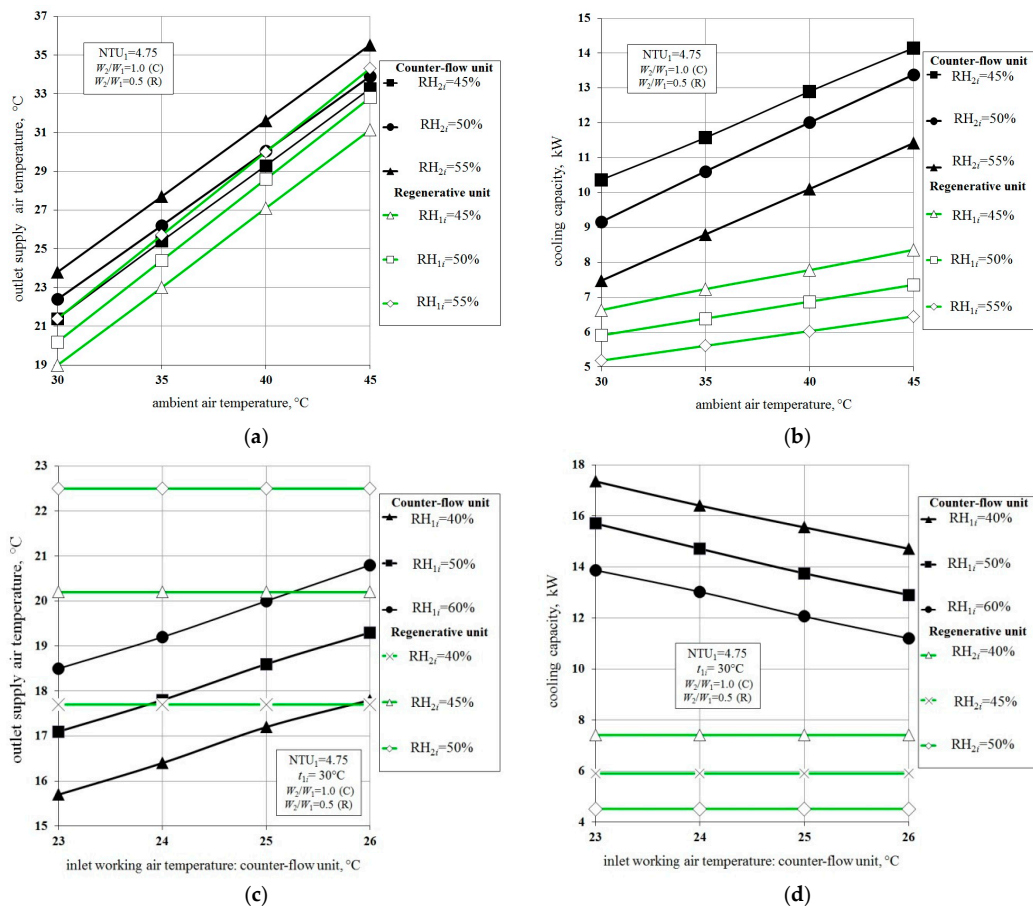 (a)
outlet supply air temperature, °C
37
35
33
31
29
27
25
23
21
19
30
35
40
45
ambient air temperature, °C
NTU₁=4.75
W₂/W₁=1.0 (C)
W₂/W₁=0.5 (R)
Counter-flow unit
RH₂ᵢ=45%
RH₂ᵢ=50%
RH₂ᵢ=55%
Regenerative unit
RH₁ᵢ=45%
RH₁ᵢ=50%
RH₁ᵢ=55%
(b)
cooling capacity, kW
15
14
13
12
11
10
9
8
7
6
5
30
35
40
45
ambient air temperature, °C
NTU₁=4.75
W₂/W₁=1.0 (C)
W₂/W₁=0.5 (R)
Counter-flow unit
RH₂ᵢ=45%
RH₂ᵢ=50%
RH₂ᵢ=55%
Regenerative unit
RH₁ᵢ=45%
RH₁ᵢ=50%
RH₁ᵢ=55%
(c)
outlet supply air temperature, °C
23
22
21
20
19
18
17
16
15
23
24
25
26
inlet working air temperature: counter-flow unit, °C
NTU₁=4.75
t₁ᵢ= 30°C
W₂/W₁=1.0 (C)
W₂/W₁=0.5 (R)
Counter-flow unit
RH₁ᵢ=40%
RH₁ᵢ=50%
RH₁ᵢ=60%
Regenerative unit
RH₂ᵢ=40%
RH₂ᵢ=45%
RH₂ᵢ=50%
(d)
cooling capacity, kW
18
16
14
12
10
8
6
4
23
24
25
26
inlet working air temperature: counter-flow unit, °C
NTU₁=4.75
t₁ᵢ= 30°C
W₂/W₁=1.0 (C)
W₂/W₁=0.5 (R)
Counter-flow unit
RH₁ᵢ=40%
RH₁ᵢ=50%
RH₁ᵢ=60%
Regenerative unit
RH₂ᵢ=40%
RH₂ᵢ=45%
RH₂ᵢ=50%